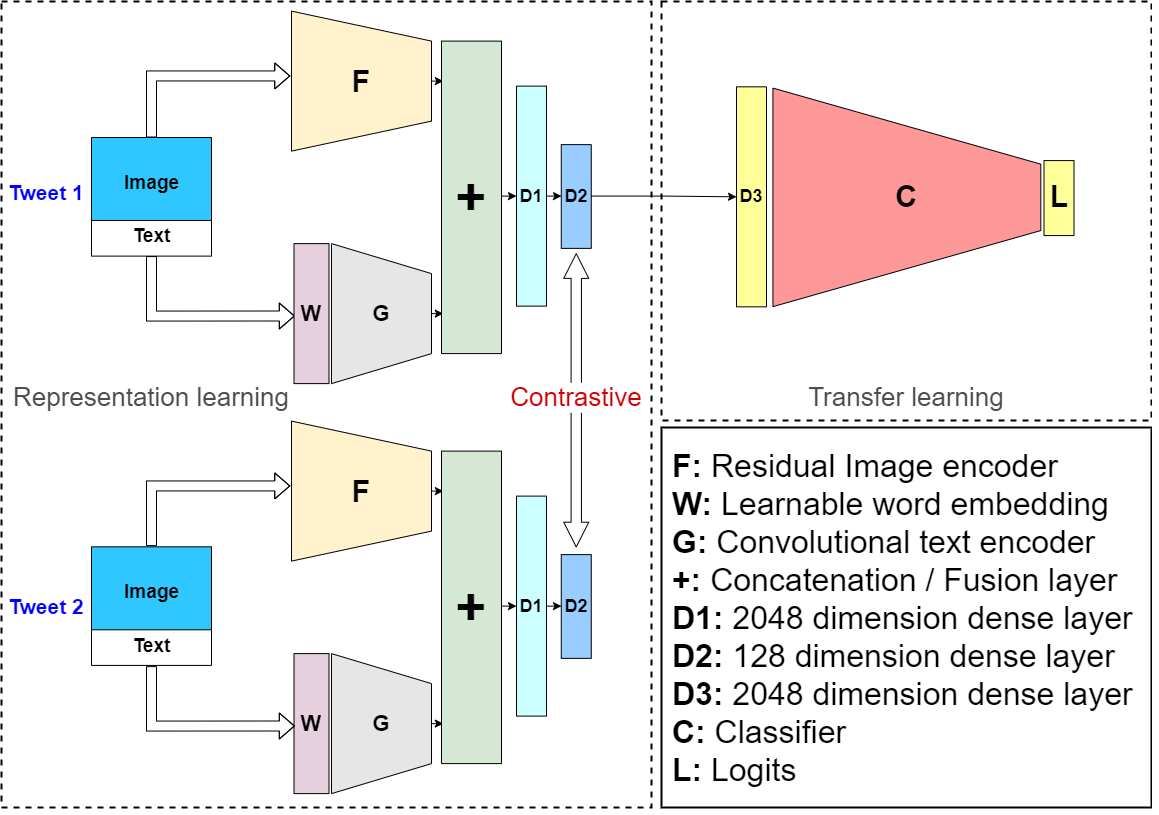 F
Image
Tweet 1
Text
W
G
+
D1
D2
D3
C
L
Representation learning
Contrastive
Transfer learning
F
Image
Tweet 2
Text
W
G
+
D1
D2
F: Residual Image encoder
W: Learnable word embedding
G: Convolutional text encoder
+: Concatenation / Fusion layer
D1: 2048 dimension dense layer
D2: 128 dimension dense layer
D3: 2048 dimension dense layer
C: Classifier
L: Logits